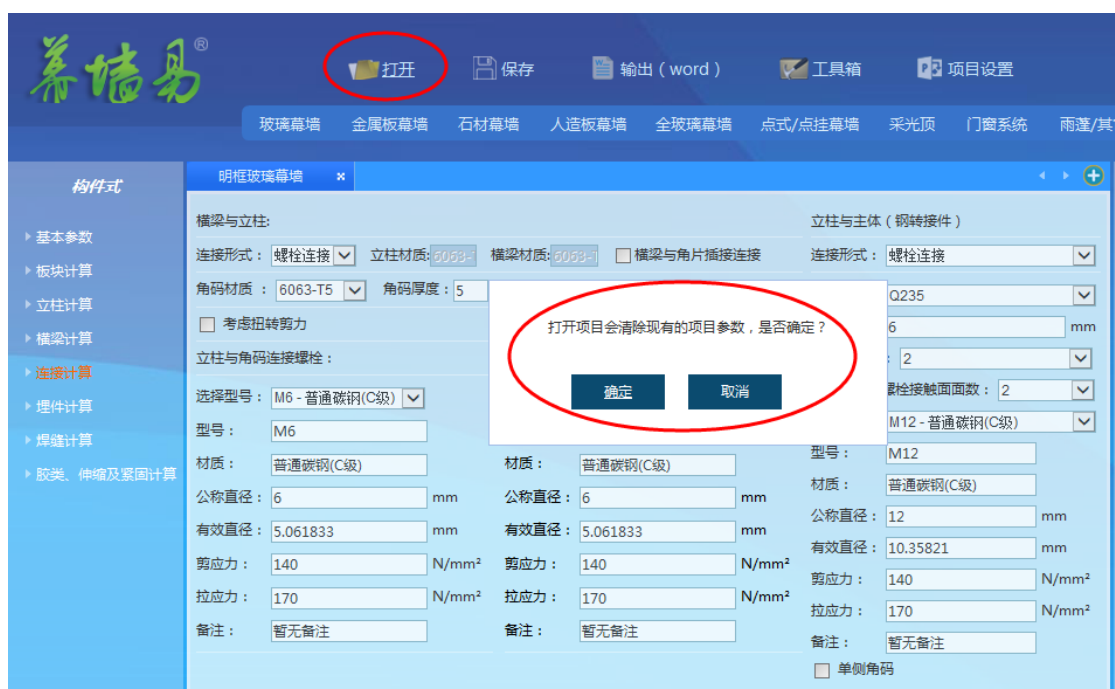 幕墙易®
打开
保存
输出（word）
工具箱
项目设置
玻璃幕墙 金属板幕墙 石材幕墙 人造板幕墙 全玻璃幕墙 点式/点挂幕墙 采光顶 门窗系统 雨蓬/其
构件式
基本参数
板块计算
立柱计算
横梁计算
连接计算
埋件计算
焊缝计算
胶类、伸缩及紧固计算
明框玻璃幕墙 ×
横梁与立柱:
连接形式： 螺栓连接 立柱材质: 6063- 横梁材质: 6063-T 横梁与角片插接连接
角码材质 ： 6063-T5 角码厚度：5
考虑扭转剪力
立柱与角码连接螺栓：
选择型号： M6 - 普通碳钢(C级)
型号： M6
材质： 普通碳钢(C级)
公称直径： 6 mm
有效直径： 5.061833 mm
剪应力： 140 N/mm²
拉应力： 170 N/mm²
备注： 暂无备注
材质： 普通碳钢(C级)
公称直径： 6 mm
有效直径： 5.061833 mm
剪应力： 140 N/mm²
拉应力： 170 N/mm²
备注： 暂无备注
打开项目会清除现有的项目参数，是否确定？
确定 取消
立柱与主体（钢转接件）
连接形式： 螺栓连接
Q235
6 mm
: 2
螺栓接触面面数： 2
M12 - 普通碳钢(C级)
型号： M12
材质： 普通碳钢(C级)
公称直径： 12 mm
有效直径： 10.35821 mm
剪应力： 140 N/mm²
拉应力： 170 N/mm²
备注： 暂无备注
单侧角码